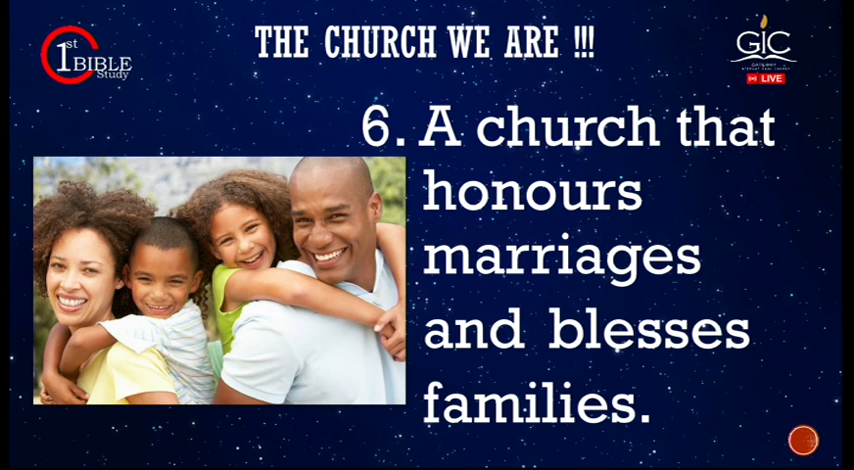 1st
BIBLE
Study
THE CHURCH WE ARE !!!
GIC
LIVE
6. A church that
honours
marriages
and blesses
families.